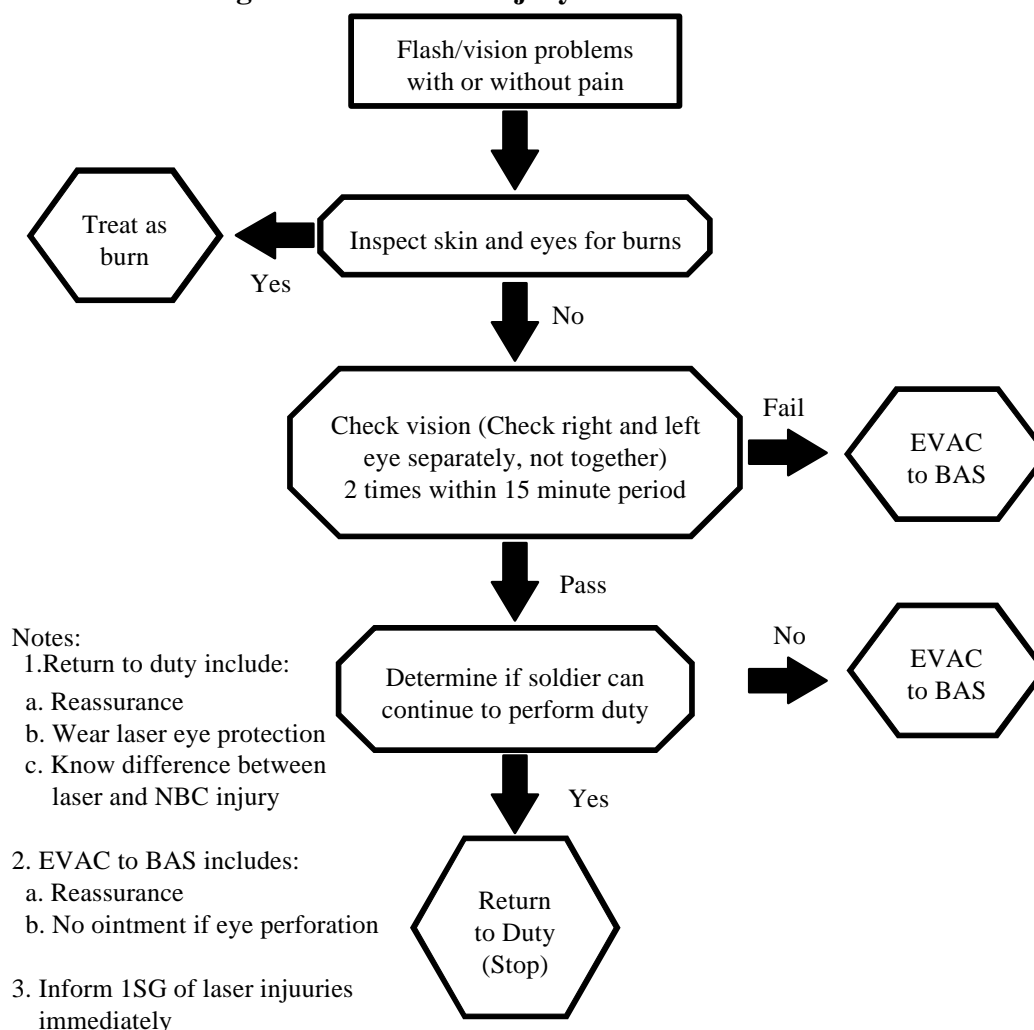 Flash/vision problems
with or without pain
Treat as
burn
Yes
Inspect skin and eyes for burns
No
Check vision (Check right and left
eye separately, not together)
2 times within 15 minute period
Fail
EVAC
to BAS
Pass
Determine if soldier can
continue to perform duty
No
EVAC
to BAS
Yes
Return
to Duty
(Stop)
Notes:
1.Return to duty include:
a. Reassurance
b. Wear laser eye protection
c. Know difference between
laser and NBC injury
2. EVAC to BAS includes:
a. Reassurance
b. No ointment if eye perforation
3. Inform 1SG of laser injuuries
immediately